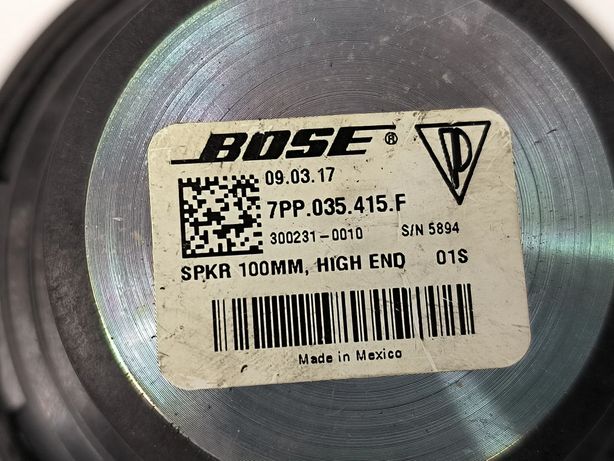 BOSE®
09.03.17
7PP.035.415.F
300231-0010 S/N 5894
SPKR 100MM, HIGH END 01S
Made in Mexico